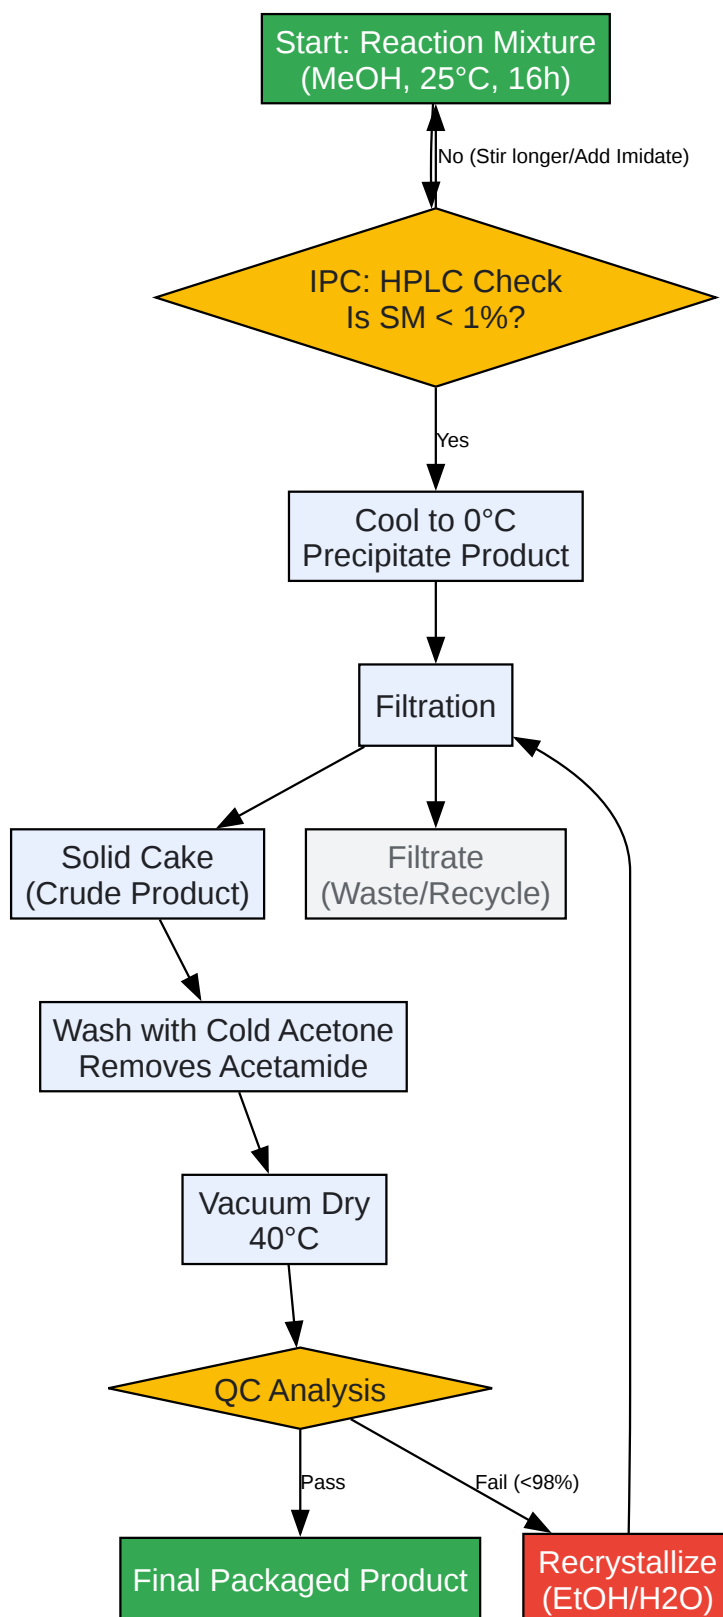 Start: Reaction Mixture
(MeOH, 25°C, 16h)
No (Stir longer/Add Imidate)
IPC: HPLC Check
Is SM < 1%?
Yes
Cool to 0°C
Precipitate Product
Filtration
Solid Cake
(Crude Product)
Filtrate
(Waste/Recycle)
Wash with Cold Acetone
Removes Acetamide
Vacuum Dry
40°C
QC Analysis
Pass
Fail (<98%)
Final Packaged Product
Recrystallize
(EtOH/H2O)